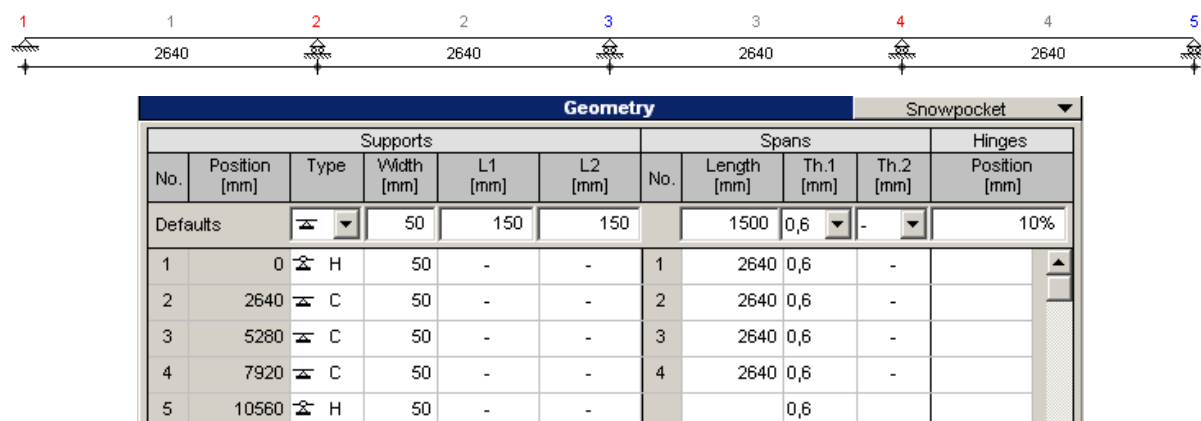 1 1 2 2 3 3 4 4 5
2640 2640 2640 2640
Geometry Snowpocket
Supports Spans Hinges
No. Position [mm] Type Width [mm] L1 [mm] L2 [mm] No. Length [mm] Th.1 [mm] Th.2 [mm] Position [mm]
Defaults 50 150 150 1500 0,6 - 10%
1 0 H 50 - - 1 2640 0,6 -
2 2640 C 50 - - 2 2640 0,6 -
3 5280 C 50 - - 3 2640 0,6 -
4 7920 C 50 - - 4 2640 0,6 -
5 10560 H 50 - - 0,6